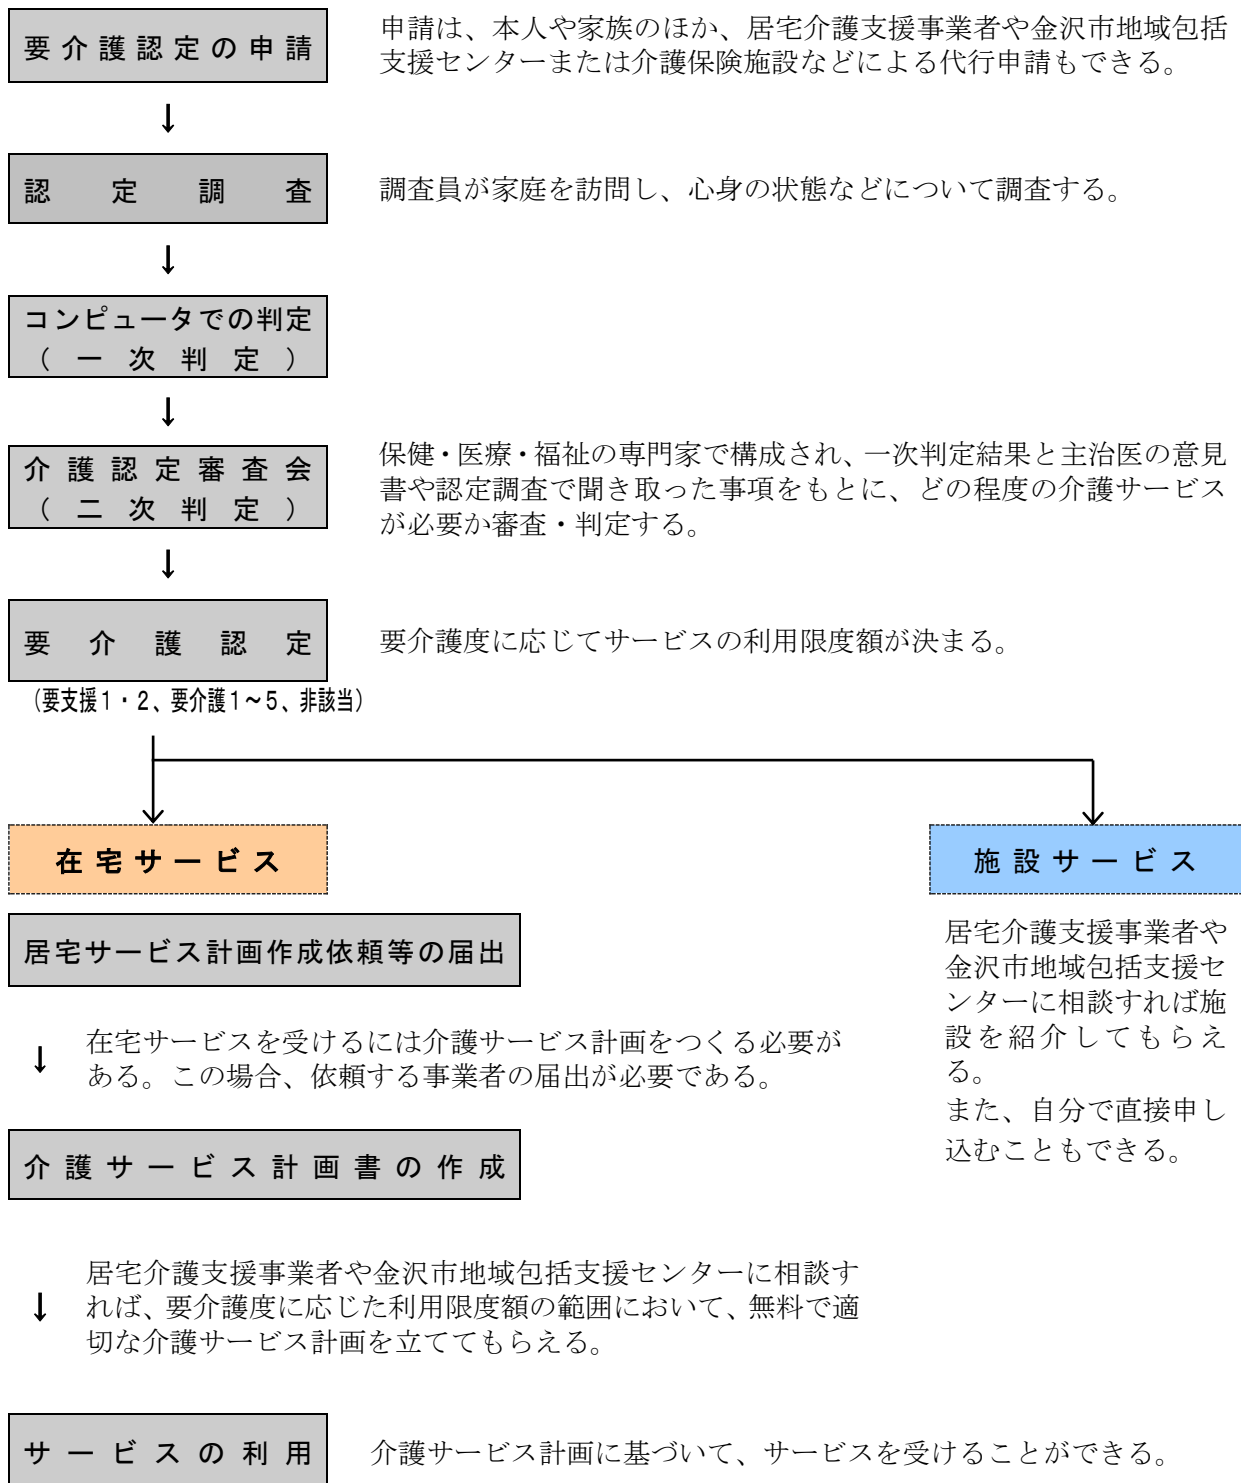 要介護認定の申請
申請は、本人や家族のほか、居宅介護支援事業者や金沢市地域包括
支援センターまたは介護保険施設などによる代行申請もできる。
↓
認定調査
調査員が家庭を訪問し、心身の状態などについて調査する。
↓
コンピュータでの判定
(一次判定)
↓
介護認定審査会
(二次判定)
保健・医療・福祉の専門家で構成され、一次判定結果と主治医の意見
書や認定調査で聞き取った事項をもとに、どの程度の介護サービス
が必要か審査・判定する。
↓
要介護認定
要介護度に応じてサービスの利用限度額が決まる。
(要支援1・2、要介護1~5、非該当)
在宅サービス
居宅サービス計画作成依頼等の届出
↓
在宅サービスを受けるには介護サービス計画をつくる必要が
ある。この場合、依頼する事業者の届出が必要である。
介護サービス計画書の作成
↓
居宅介護支援事業者や金沢市地域包括支援センターに相談す
れば、要介護度に応じた利用限度額の範囲において、無料で適
切な介護サービス計画を立ててもらえる。
サービスの利用
介護サービス計画に基づいて、サービスを受けることができる。
施設サービス
居宅介護支援事業者や
金沢市地域包括支援セ
ンターに相談すれば施
設を紹介してもらえ
る。
また、自分で直接申し
込むこともできる。